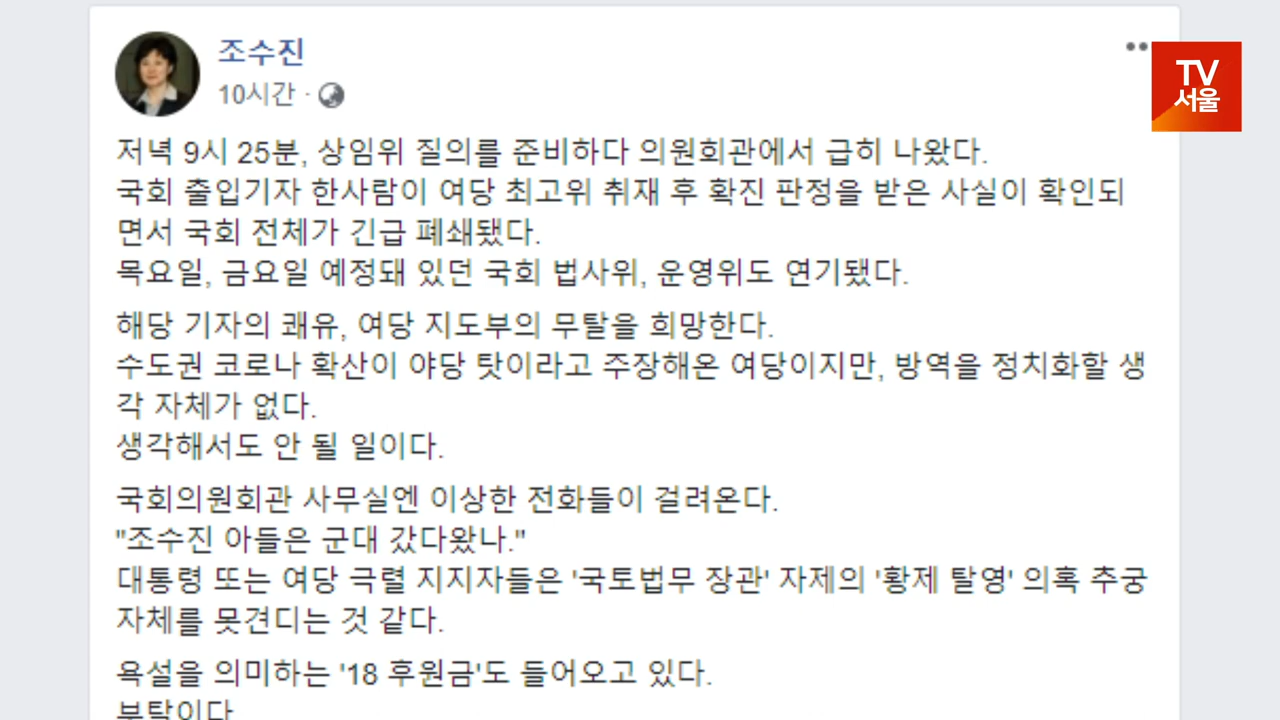 조수진
10시간 ·
TV
서울
저녁 9시 25분, 상임위 질의를 준비하다 의원회관에서 급히 나왔다.
국회 출입기자 한사람이 여당 최고위 취재 후 확진 판정을 받은 사실이 확인되
면서 국회 전체가 긴급 폐쇄됐다.
목요일, 금요일 예정돼 있던 국회 법사위, 운영위도 연기됐다.
해당 기자의 쾌유, 여당 지도부의 무탈을 희망한다.
수도권 코로나 확산이 야당 탓이라고 주장해온 여당이지만, 방역을 정치화할 생
각 자체가 없다.
생각해서도 안 될 일이다.
국회의원회관 사무실엔 이상한 전화들이 걸려온다.
"조수진 아들은 군대 갔다왔나."
대통령 또는 여당 극렬 지지자들은 '국토법무 장관' 자제의 '황제 탈영' 의혹 추궁
자체를 못견디는 것 같다.
욕설을 의미하는 '18 후원금'도 들어오고 있다.
부탁이다